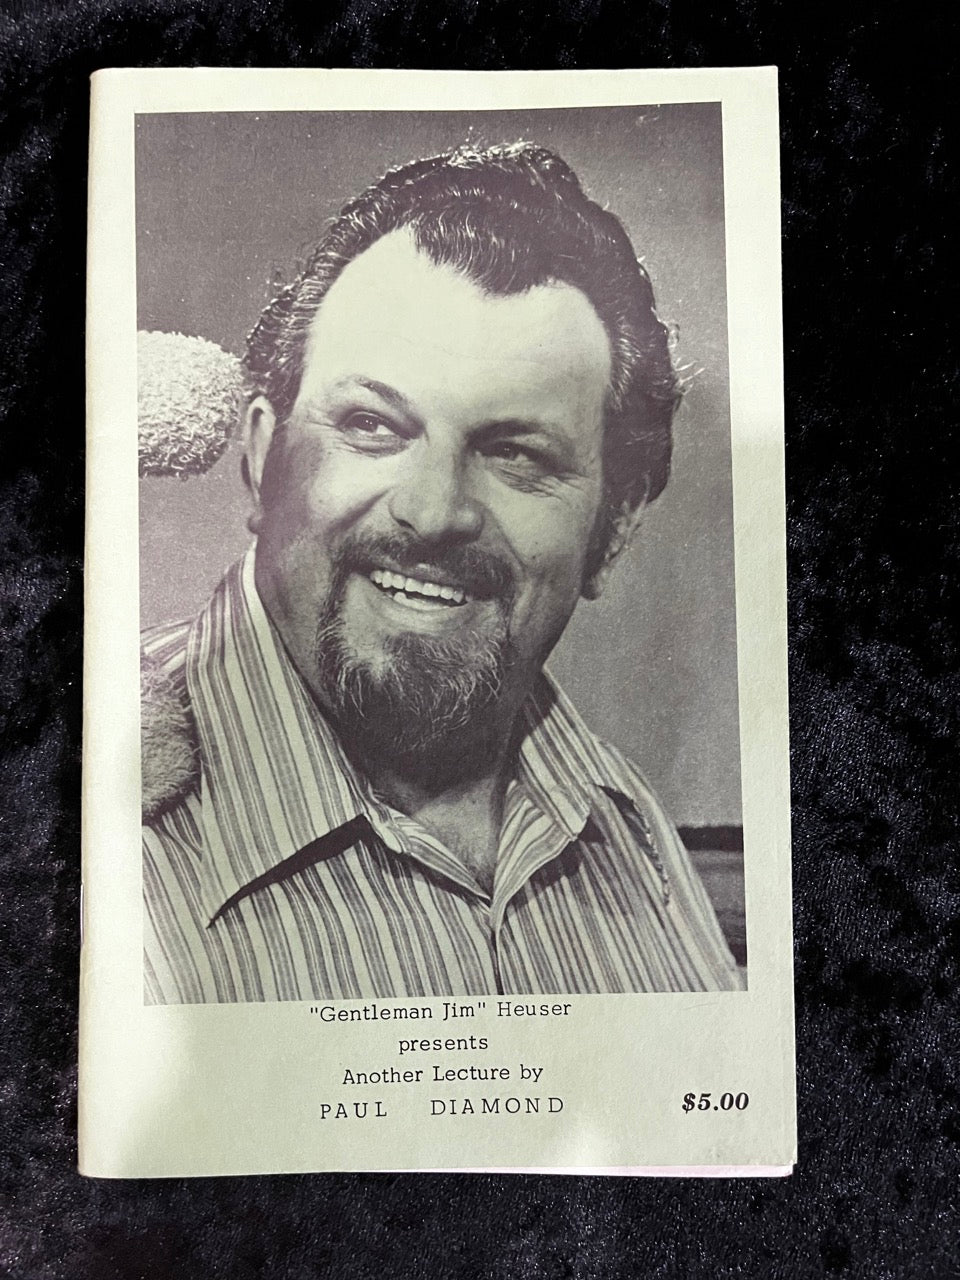 "Gentleman Jim" Heuser
presents
Another Lecture by
PAUL DIAMOND
$5.00